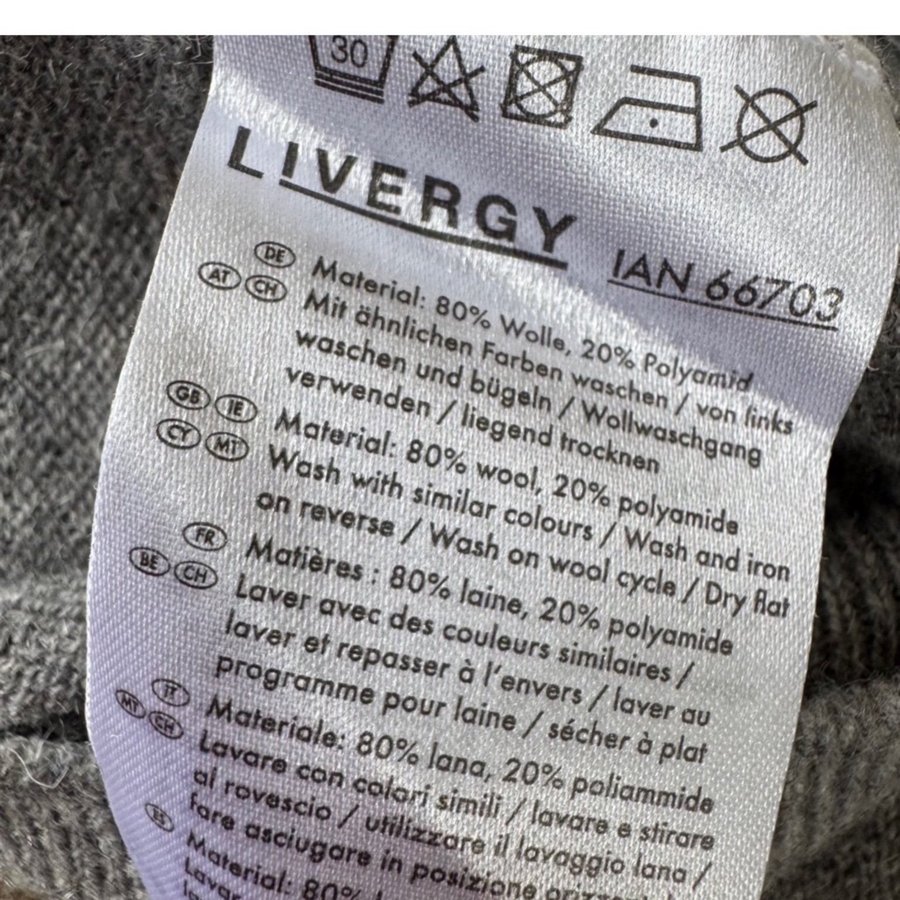 30
LIVERGY
IAN 66703
DE Material: 80% Wolle, 20% Polyamid
AT CH Mit ähnlichen Farben waschen / von links
waschen und bügeln / Wollwaschgang
verwenden / liegend trocknen
GB IE Material: 80% wool, 20% polyamide
CY MT Wash with similar colours / Wash and iron
on reverse / Wash on wool cycle / Dry flat
FR Matières : 80% laine, 20% polyamide
BE CH Laver avec des couleurs similaires /
laver et repasser à l'envers / laver au
programme pour laine / sécher à plat
IT Materiale: 80% lana, 20% poliammide
MT CH Lavare con colori simili / lavare e stirare
al rovescio / utilizzare il lavaggio lana /
fare asciugare in posizione
ES Material: 80%